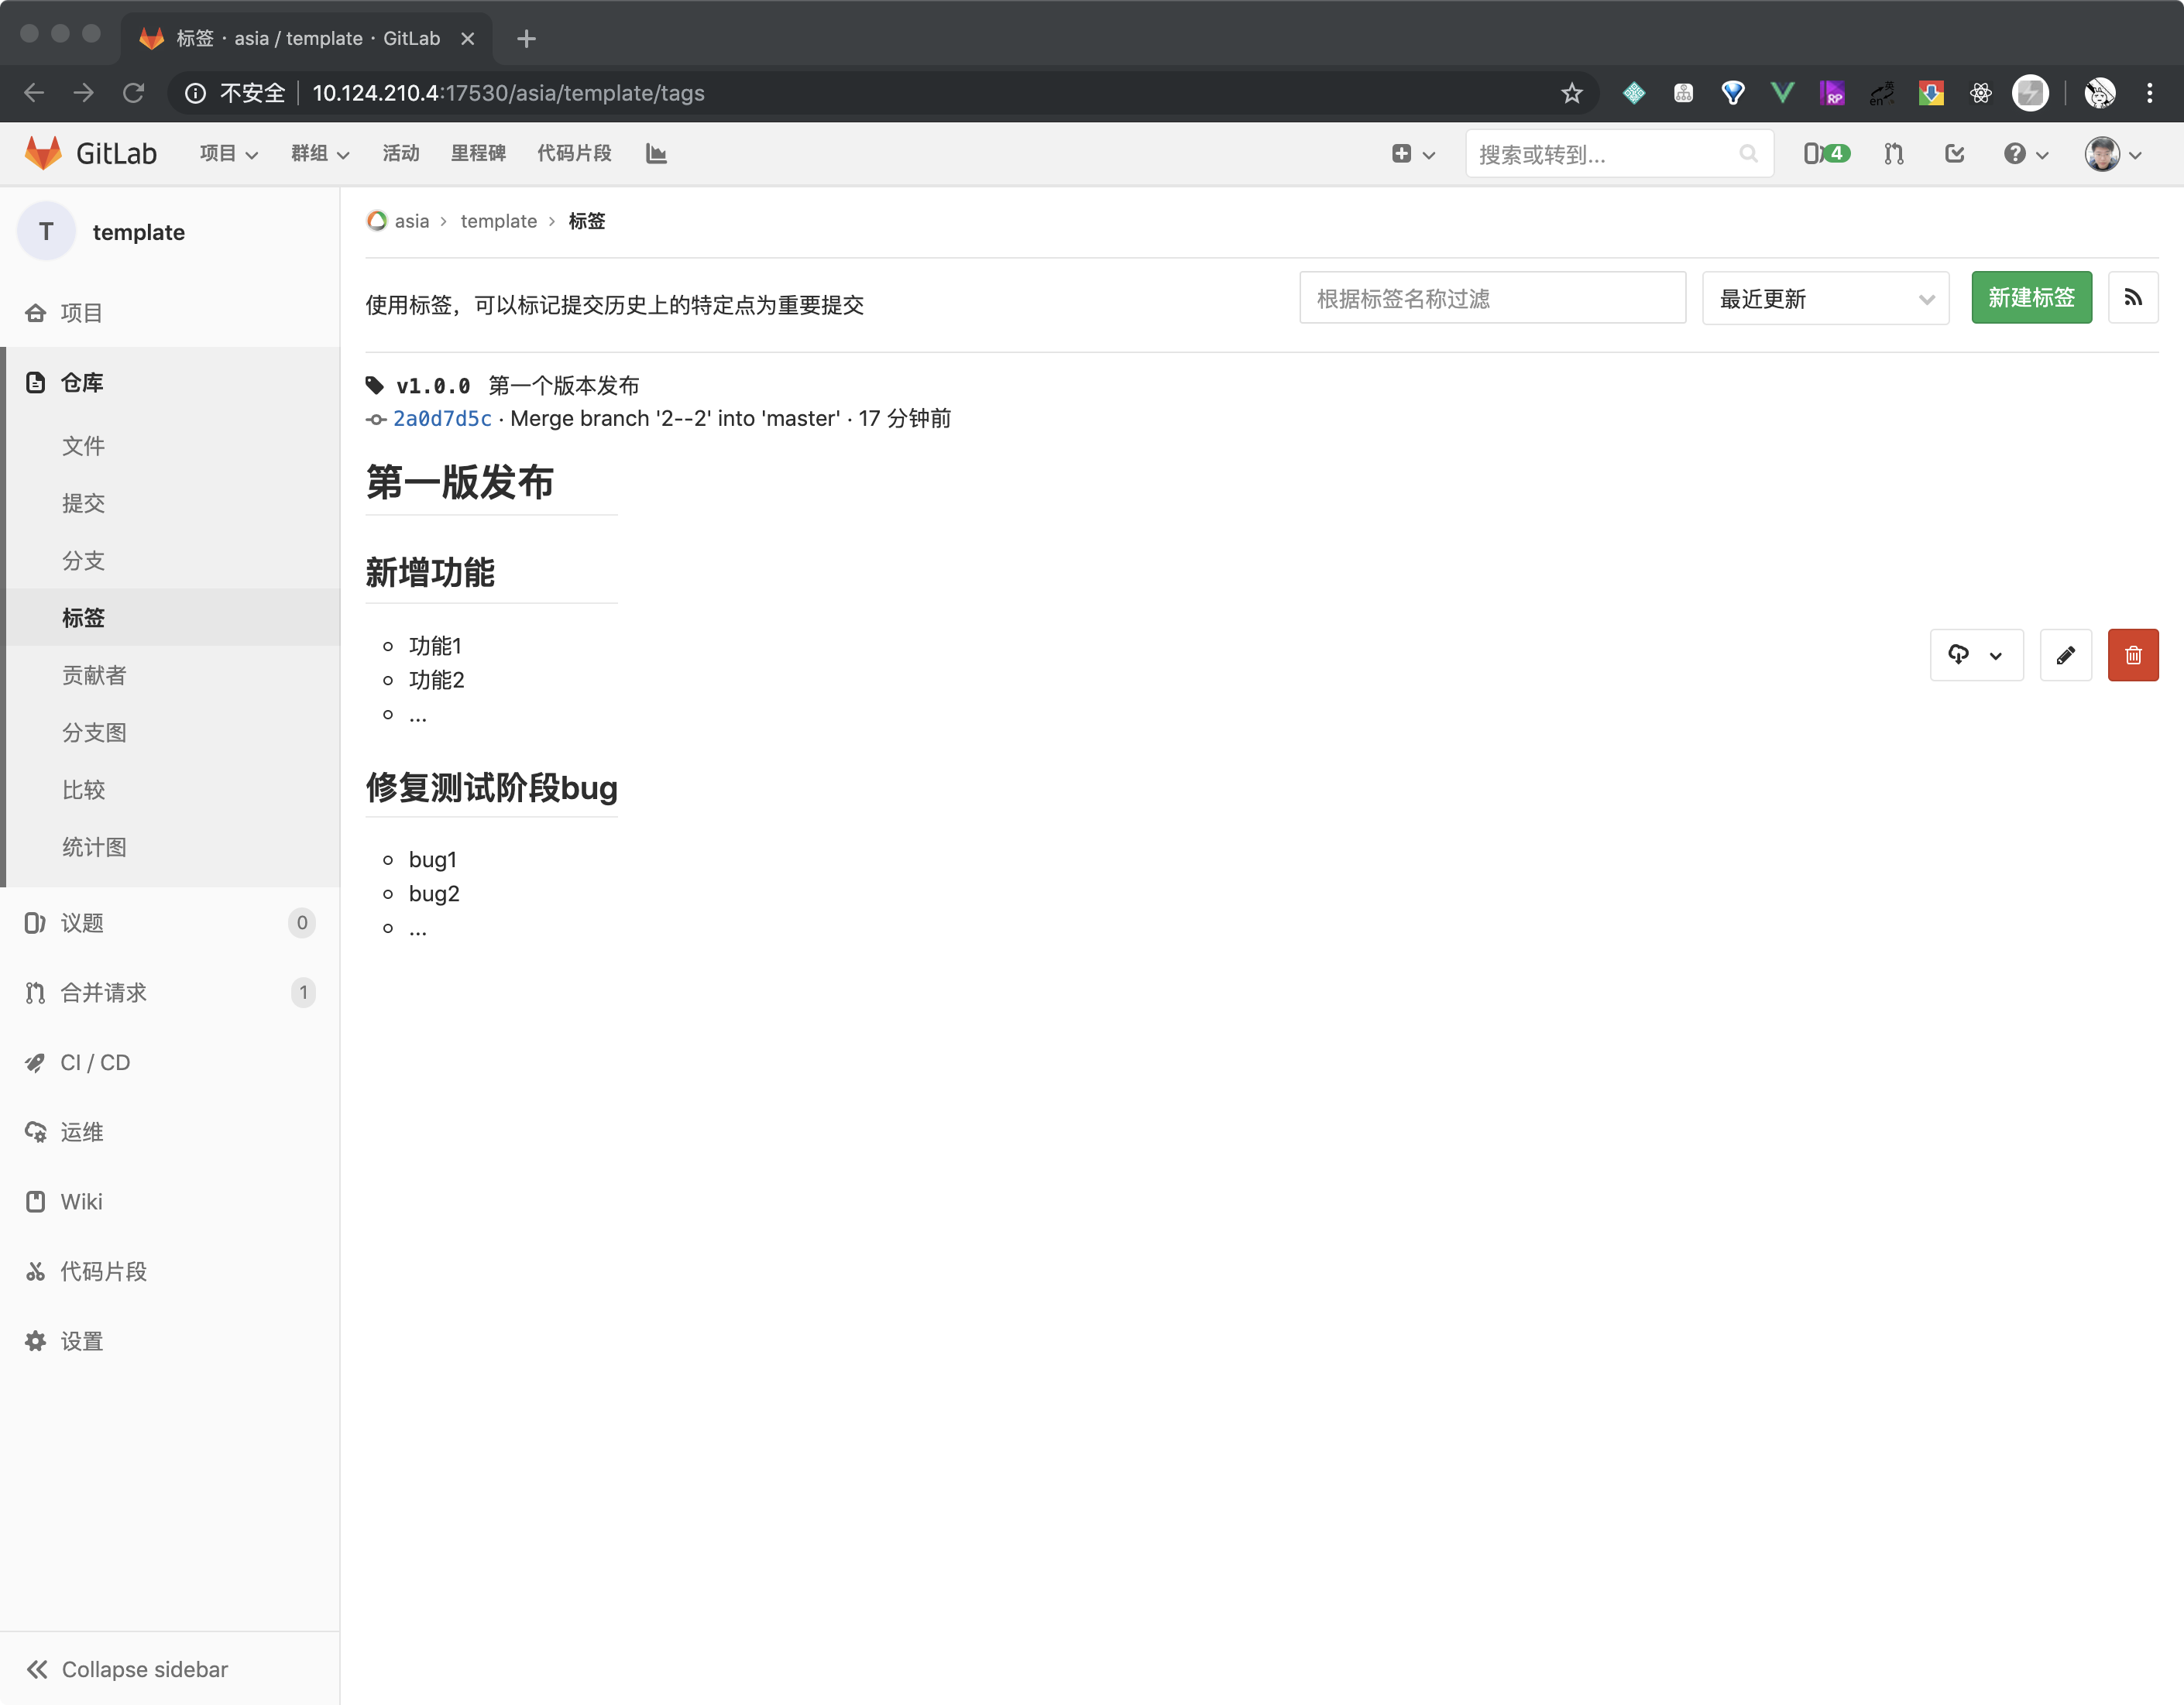 标签 · asia / template · GitLab
不安全 10.124.210.4:17530/asia/template/tags
RP
英
en
GitLab 项目 群组 活动 里程碑 代码片段 搜索或转到... 4
T template
项目
仓库
文件
提交
分支
标签
贡献者
分支图
比较
统计图
议题 0
合并请求 1
CI / CD
运维
Wiki
代码片段
设置
Collapse sidebar
asia › template › 标签
使用标签，可以标记提交历史上的特定点为重要提交 根据标签名称过滤 最近更新 新建标签
v1.0.0 第一个版本发布
2a0d7d5c · Merge branch '2--2' into 'master' · 17 分钟前
第一版发布
新增功能
功能1
功能2
...
修复测试阶段bug
bug1
bug2
...